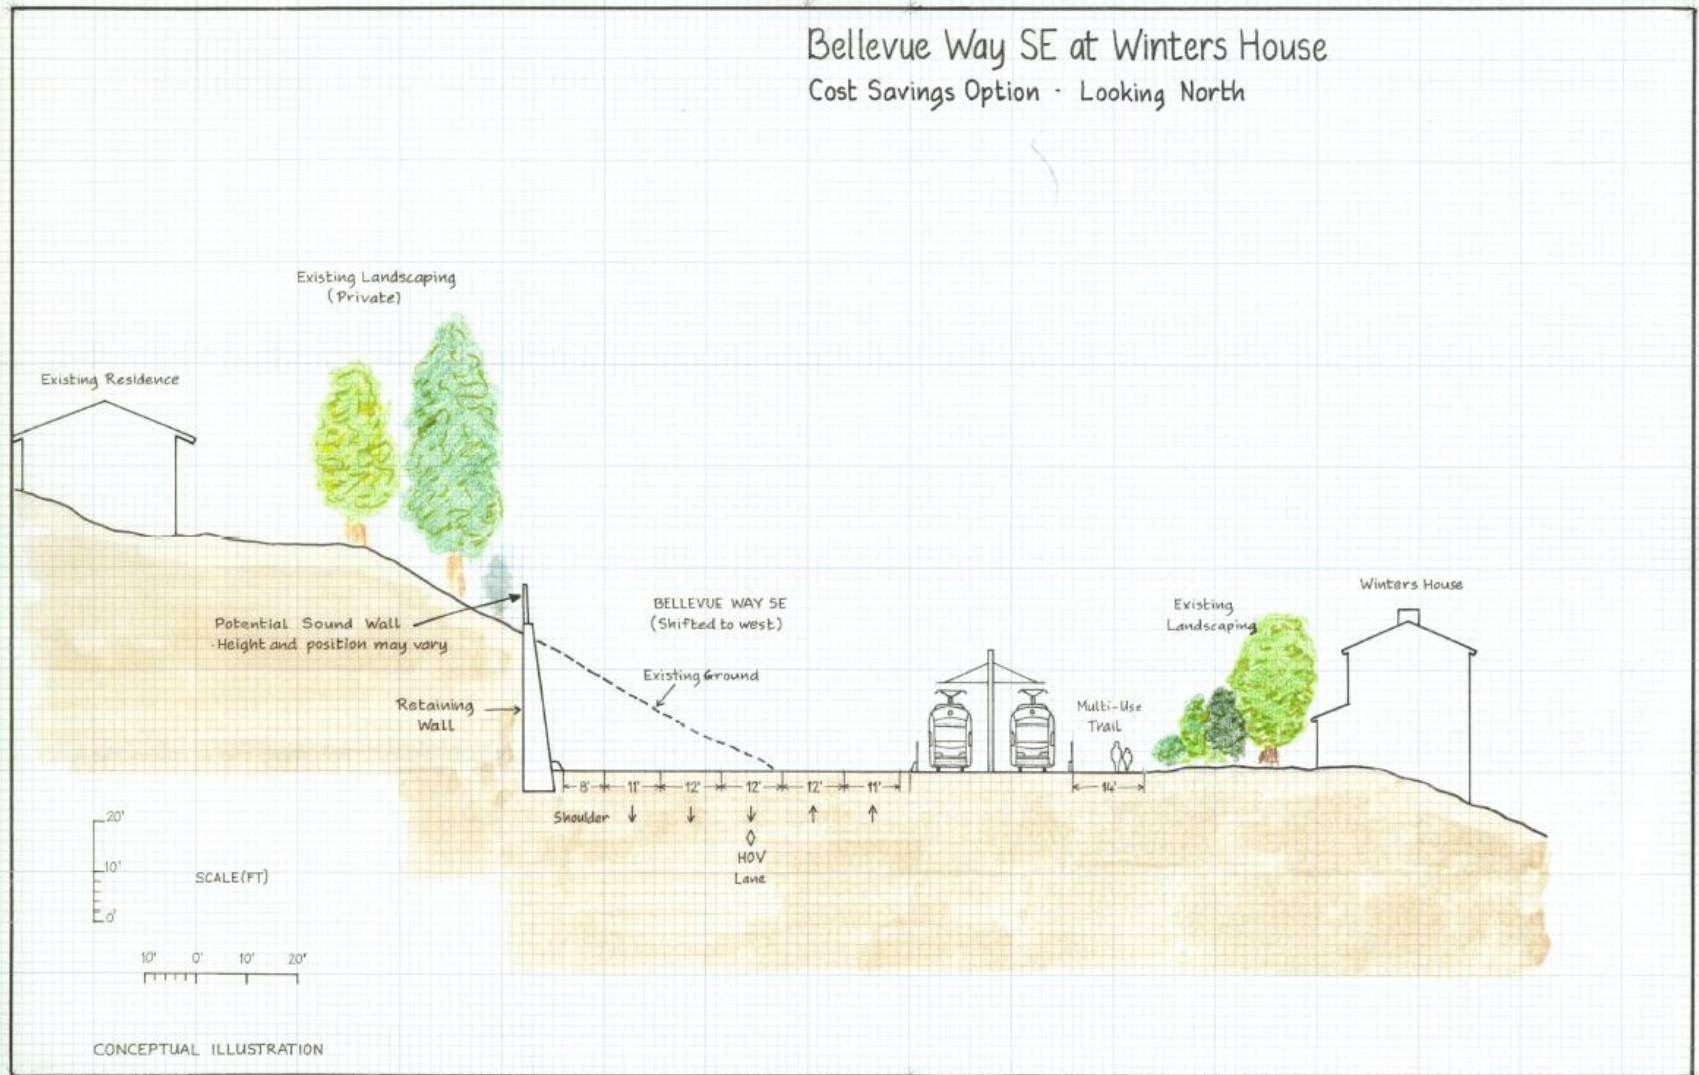 Bellevue Way SE at Winters House
Cost Savings Option - Looking North
Existing Landscaping
(Private)
Existing Residence
Potential Sound Wall
-Height and position may vary
BELLEVUE WAY SE
(Shifted to west)
Existing Ground
Retaining
Wall
Multi-Use
Trail
Existing
Landscaping
Winters House
8' 11' 12' 12' 12' 11' 14'
Shoulder
HOV
Lane
20'
10'
0'
SCALE(FT)
10' 0' 10' 20'
CONCEPTUAL ILLUSTRATION